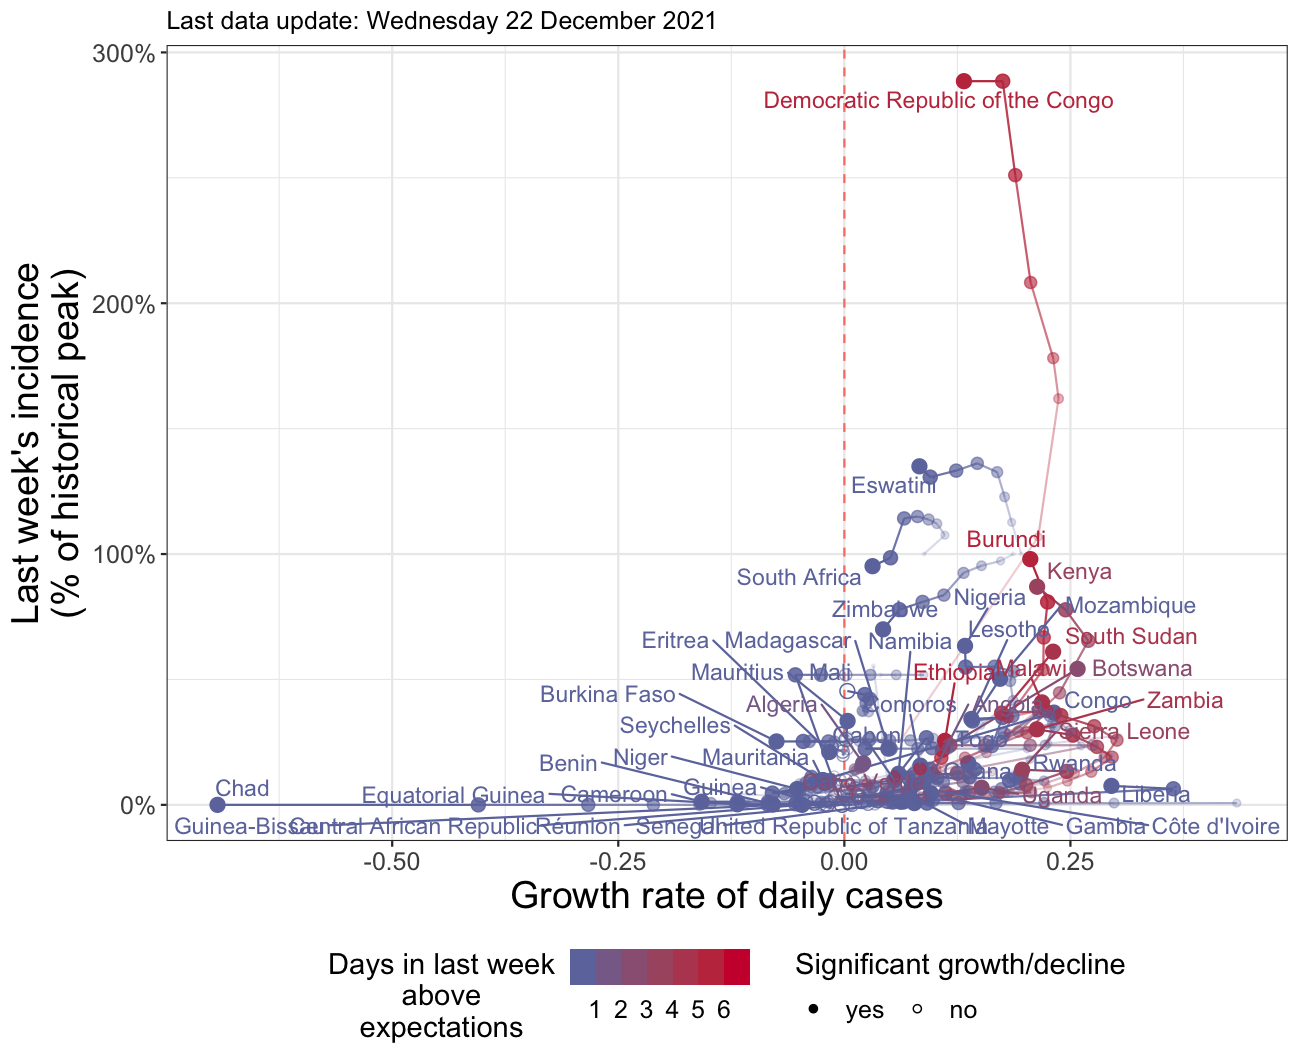 Last data update: Wednesday 22 December 2021
Last week's incidence
(% of historical peak)
300%
200%
100%
0%
Democratic Republic of the Congo
Eswatini
South Africa
Burundi
Kenya
Zimbabwe
Nigeria
Mozambique
Eritrea
Madagascar
Namibia
Lesotho
South Sudan
Mauritius
Mali
Ethiopia
Malawi
Botswana
Burkina Faso
Algeria
Comoros
Angola
Congo
Zambia
Seychelles
Gabon
Togo
Sierra Leone
Benin
Niger
Mauritania
Ghana
Rwanda
Chad
Equatorial Guinea
Cameroon
Guinea
Uganda
Liberia
Guinea-Bissau
Central African Republic
Réunion
Senegal
United Republic of Tanzania
Mayotte
Gambia
Côte d'Ivoire
-0.50
-0.25
0.00
0.25
Growth rate of daily cases
Days in last week
above
expectations
1 2 3 4 5 6
Significant growth/decline
yes
no